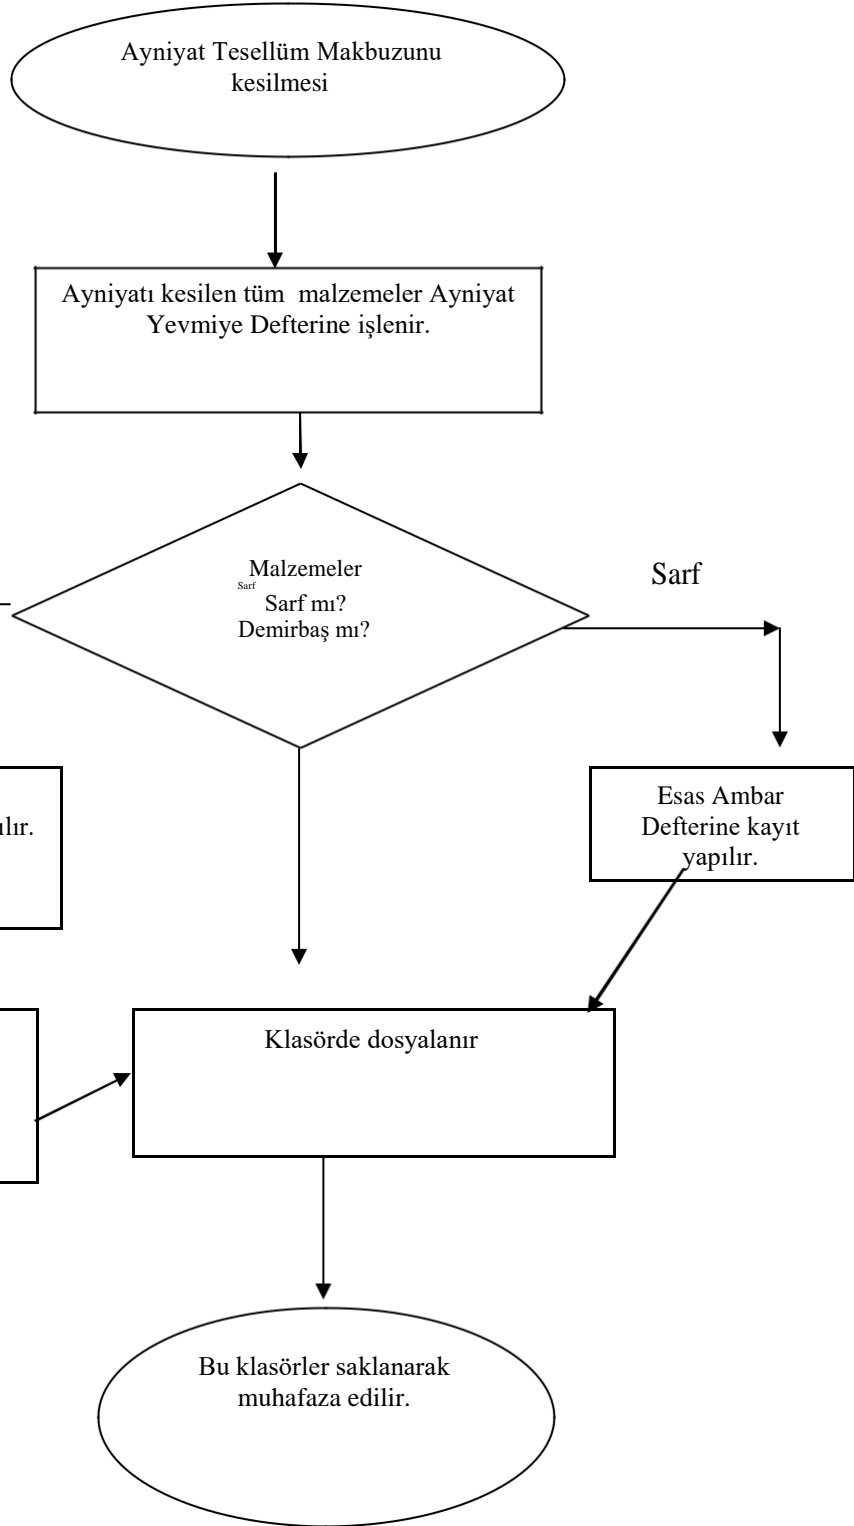 Ayniyat Tesellüm Makbuzunu
kesilmesi
Ayniyatı kesilen tüm malzemeler Ayniyat
Yevmiye Defterine işlenir.
Malzemeler
Sarf
Sarf mı?
Demirbaş mı?
Sarf
Esas Ambar
Defterine kayıt
yapılır.
Klasörde dosyalanır
Bu klasörler saklanarak
muhafaza edilir.